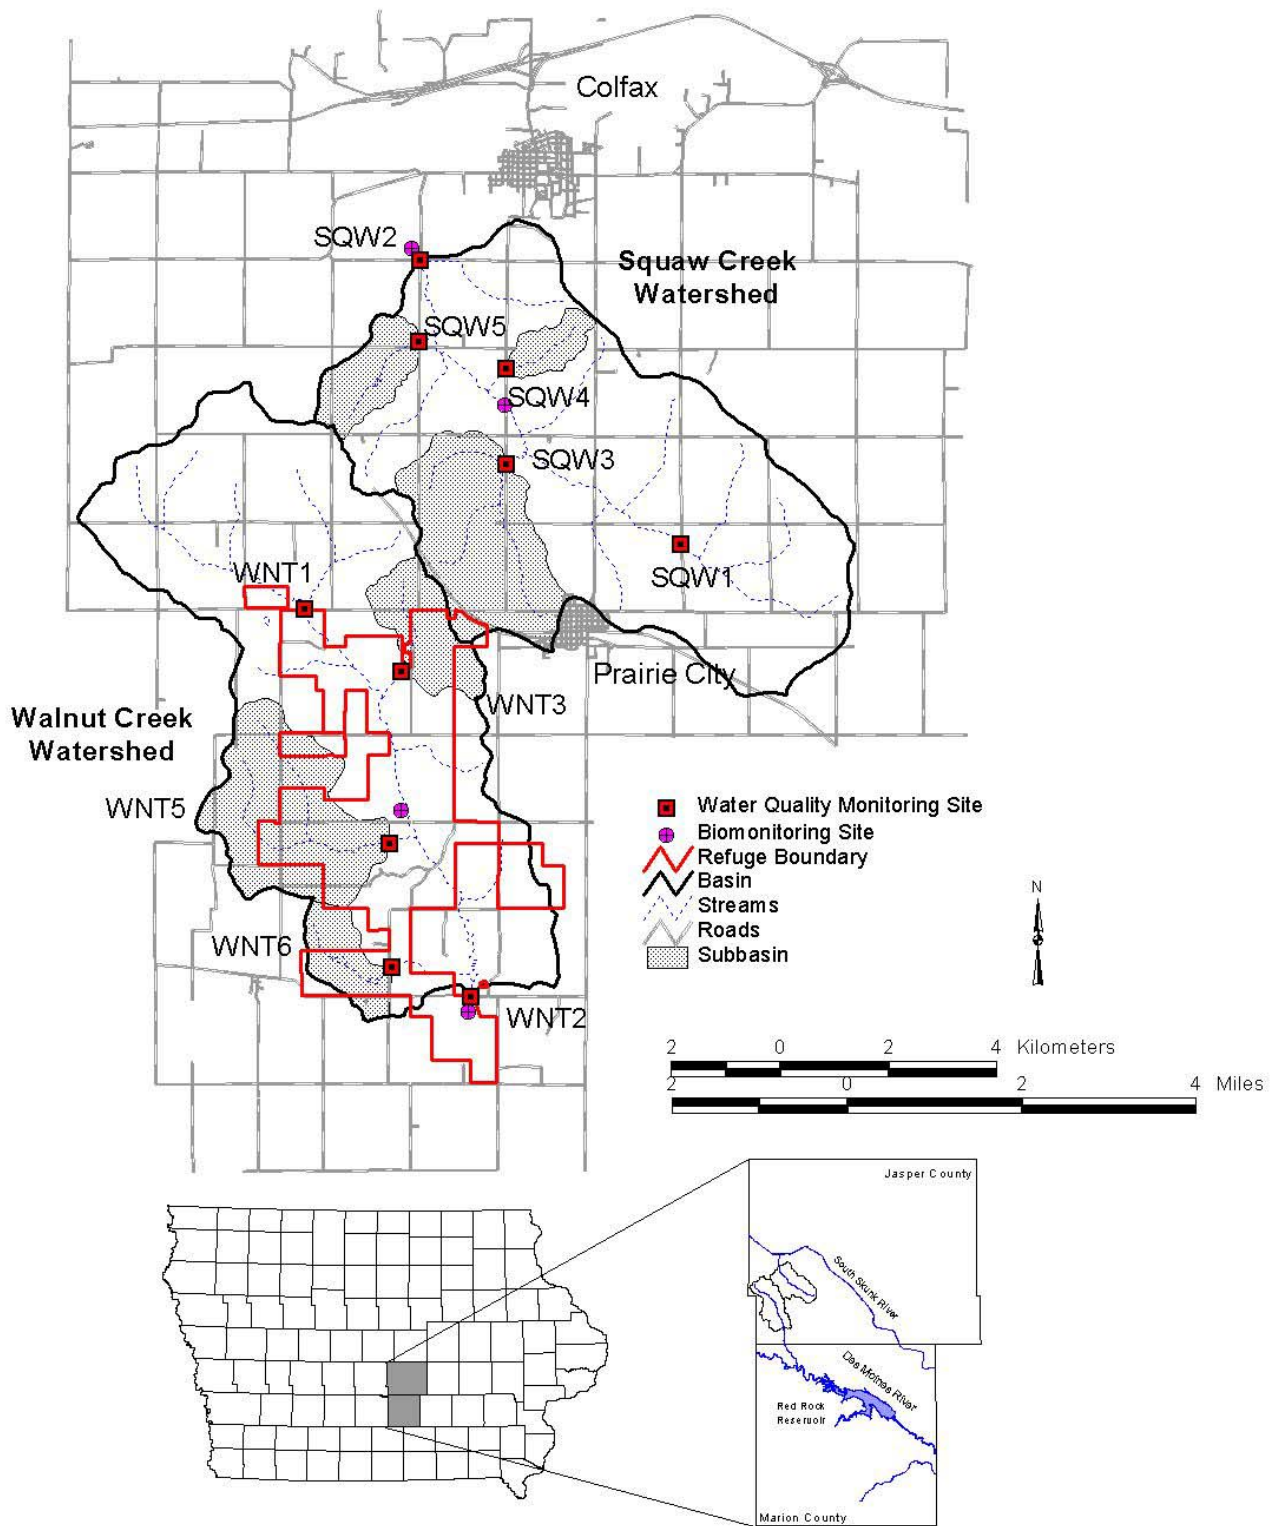 Colfax
SQW2
Squaw Creek
Watershed
SQW5
SQW4
SQW3
SQW1
WNT1
Prairie City
WNT3
Walnut Creek
Watershed
WNT5
Water Quality Monitoring Site
Biomonitoring Site
Refuge Boundary
Basin
Streams
Roads
Subbasin
N
WNT6
WNT2
2 0 2 4 Kilometers
2 0 2 4 Miles
Jasper County
South Skunk River
Des Moines River
Red Rock
Reservoir
Marion County